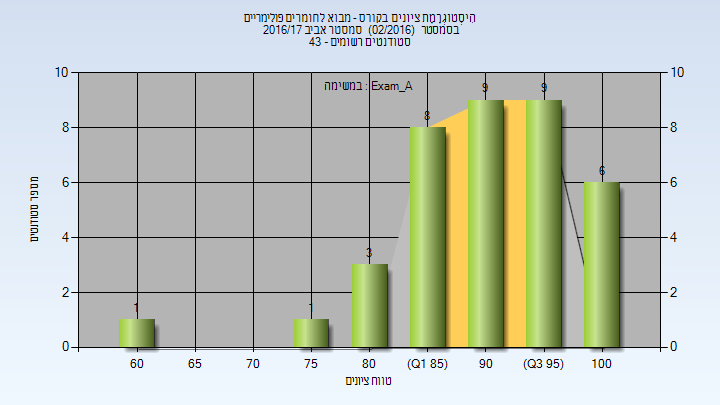 היסטוגרמת ציונים בקורס - מבוא לחומרים פולימריים
בסמסטר (02/2016) סמסטר אביב 2016/17
סטודנטים רשומים - 43
במשימה : Exam_A
10 10
8 8
6 6
4 4
2 2
0 0
1 1 3 8 9 9 6
מספר סטודנטים
60 65 70 75 80 (Q1 85) 90 (Q3 95) 100
טווח ציונים